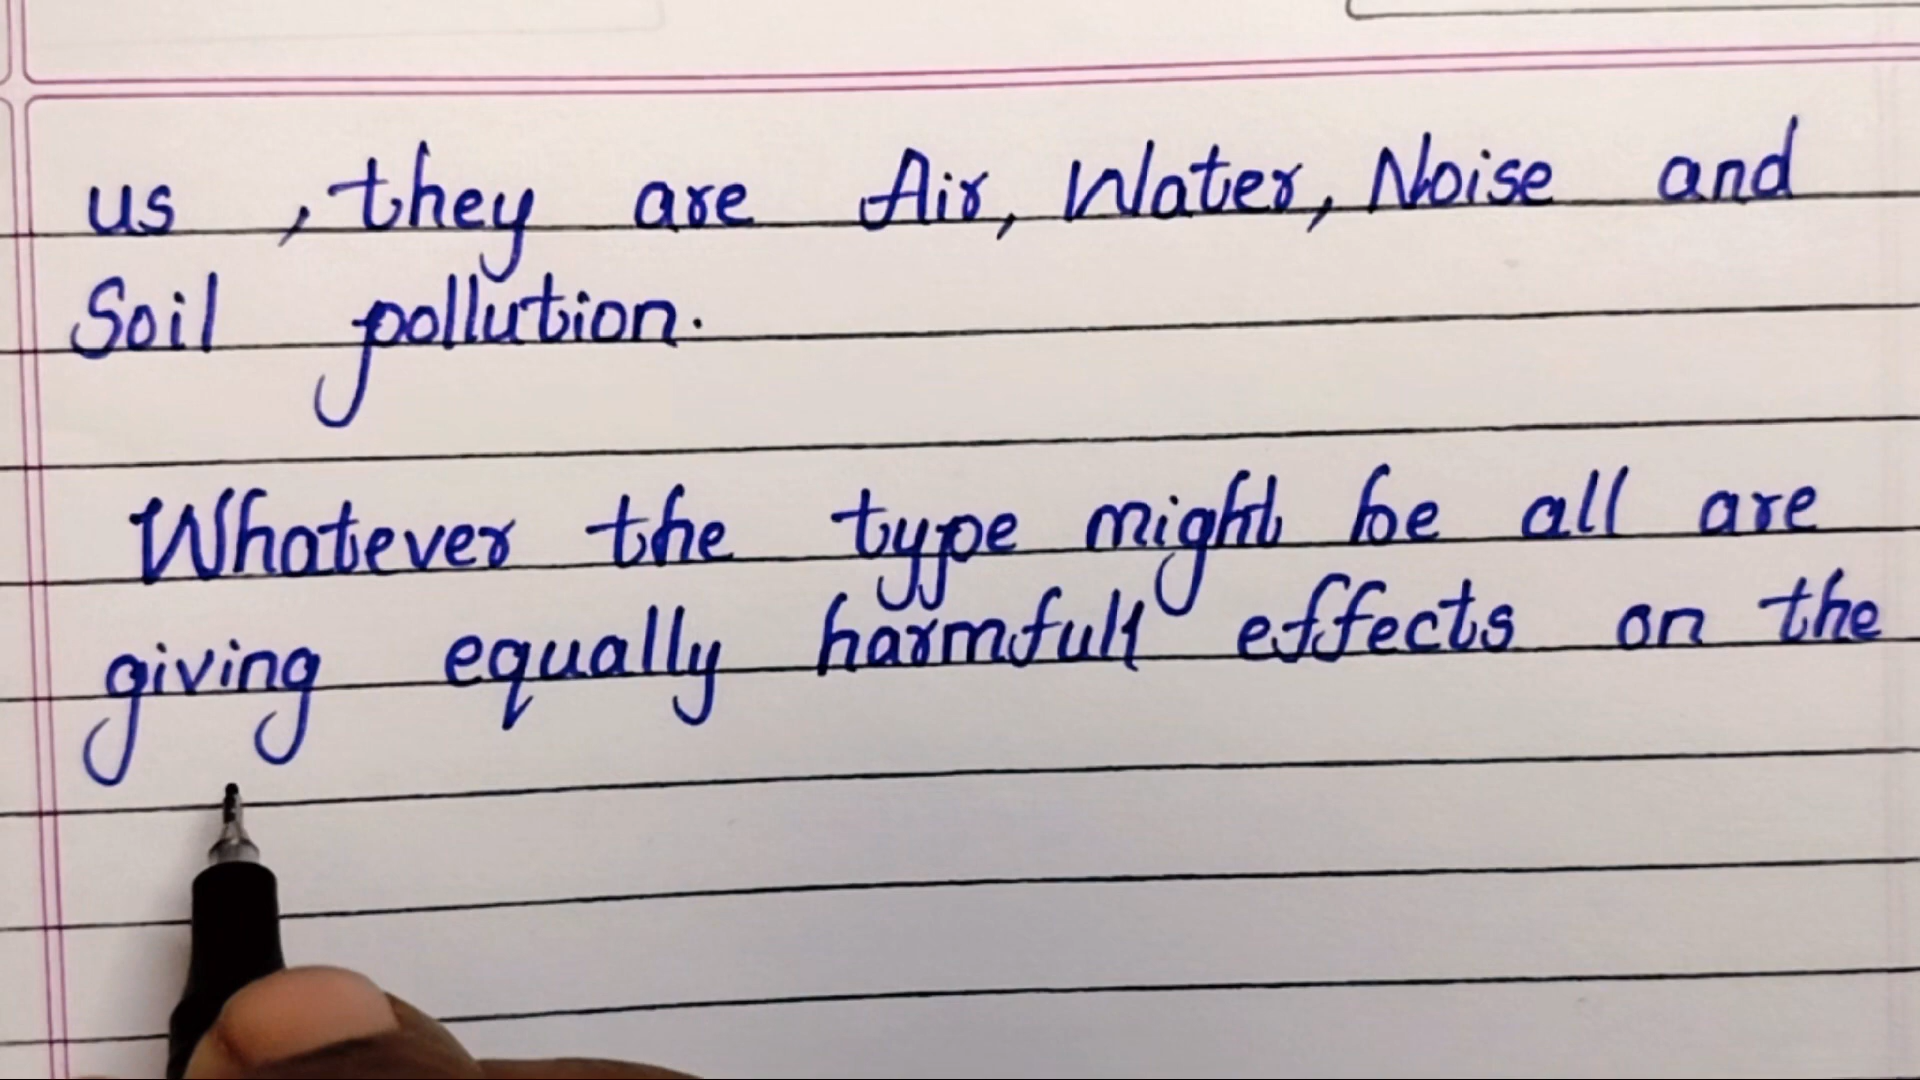 us , they are Air, Water, Noise and
Soil pollution.
Whatever the type might be all are
giving equally harmfull effects on the